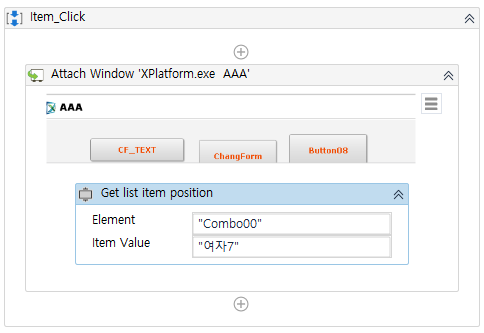 Item_Click
Attach Window 'XPlatform.exe  AAA'
AAA
CF_TEXT
ChangForm
Button08
Get list item position
Element
"Combo00"
Item Value
"여자7"